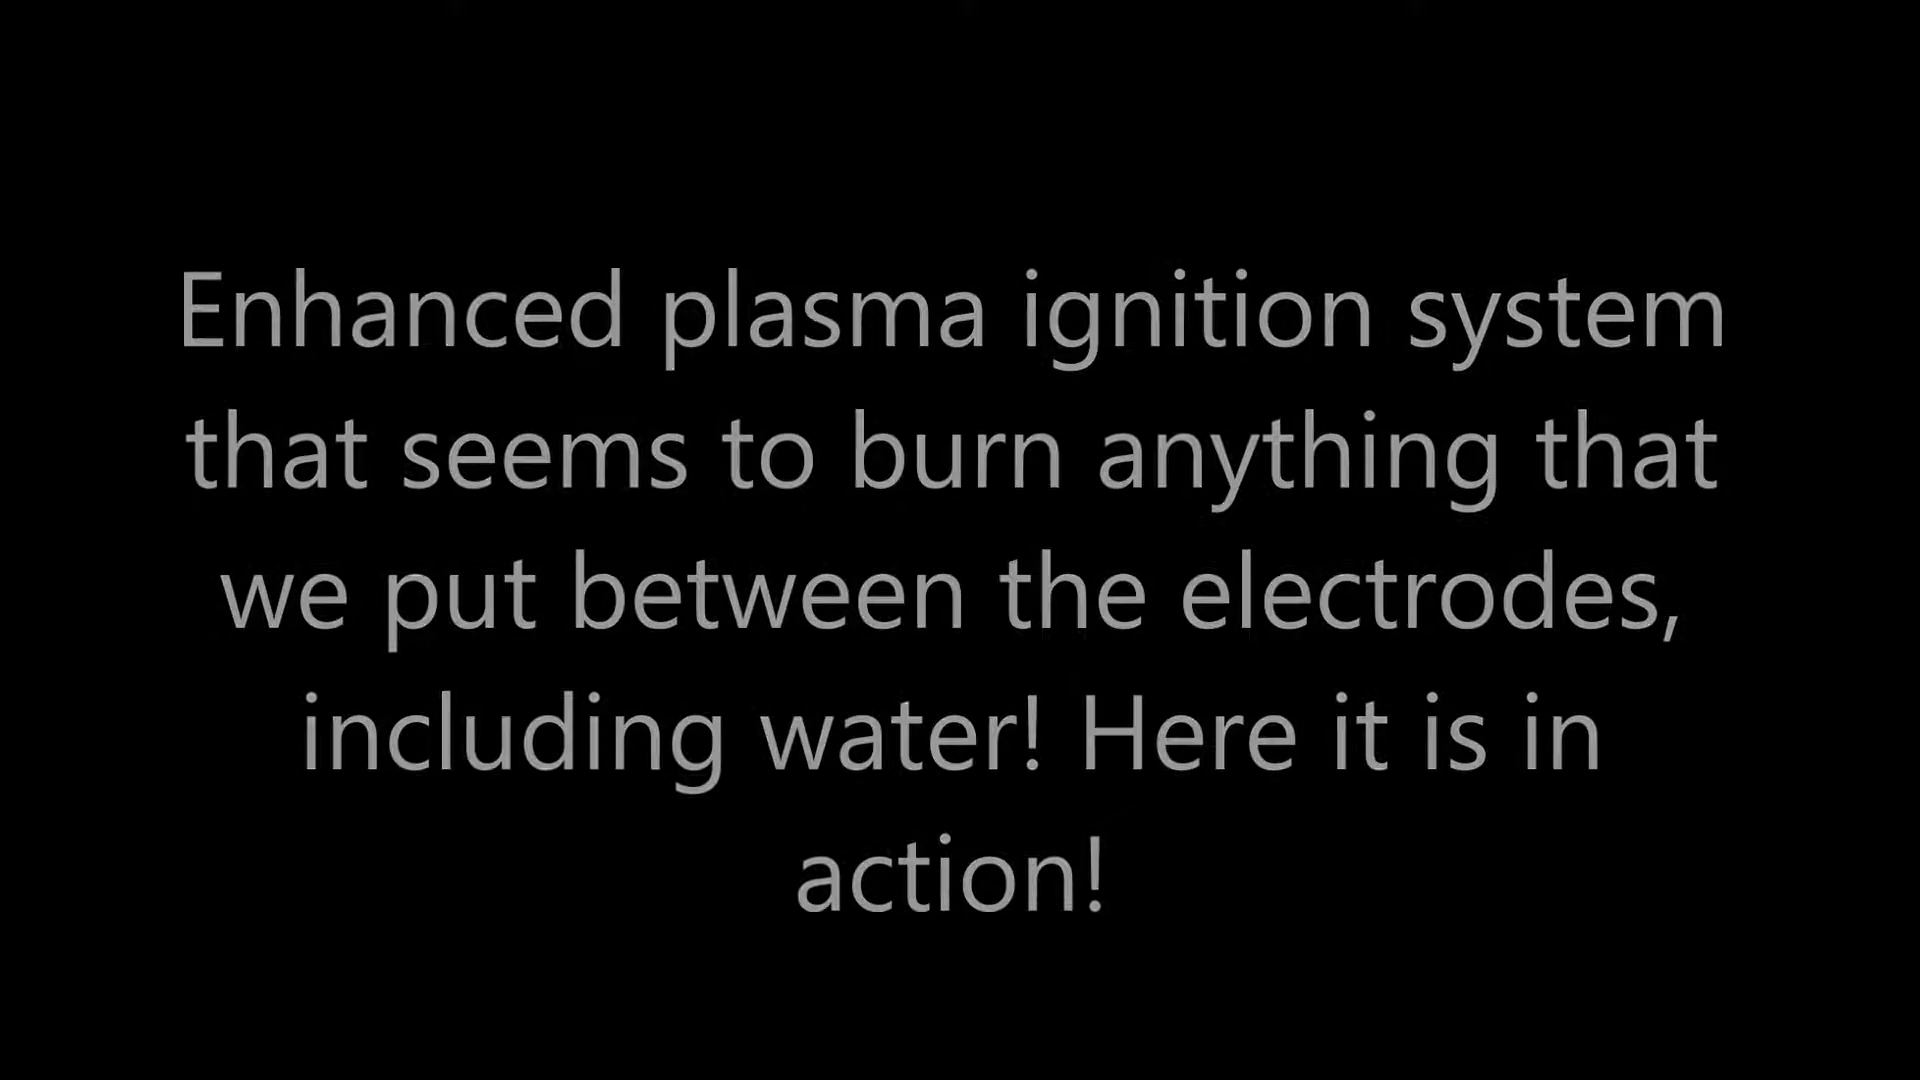 Enhanced plasma ignition system
that seems to burn anything that
we put between the electrodes,
including water! Here it is in
action!